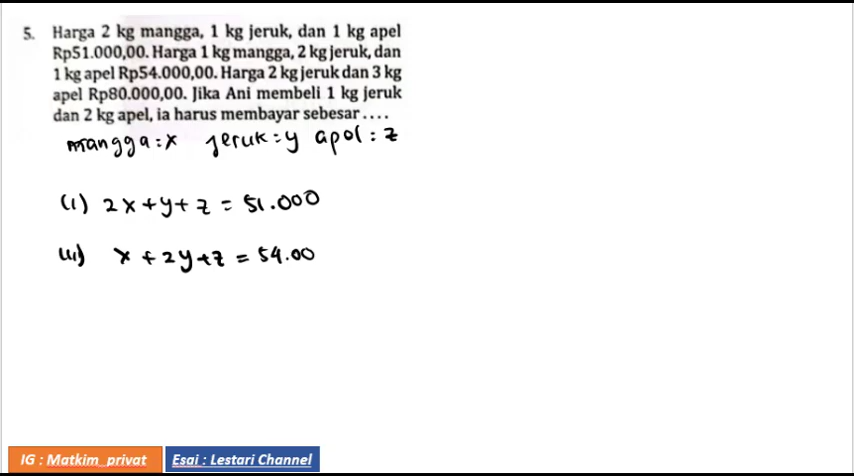 5. Harga 2 kg mangga, 1 kg jeruk, dan 1 kg apel
Rp51.000,00. Harga 1 kg mangga, 2 kg jeruk, dan
1 kg apel Rp54.000,00. Harga 2 kg jeruk dan 3 kg
apel Rp80.000,00. Jika Ani membeli 1 kg jeruk
dan 2 kg apel, ia harus membayar sebesar ....
mangga = x jeruk = y apol : z
(1) 2x + y + z = 51.000
(11) x + 2y + z = 54.00
IG : Matkim_privat Esai : Lestari Channel